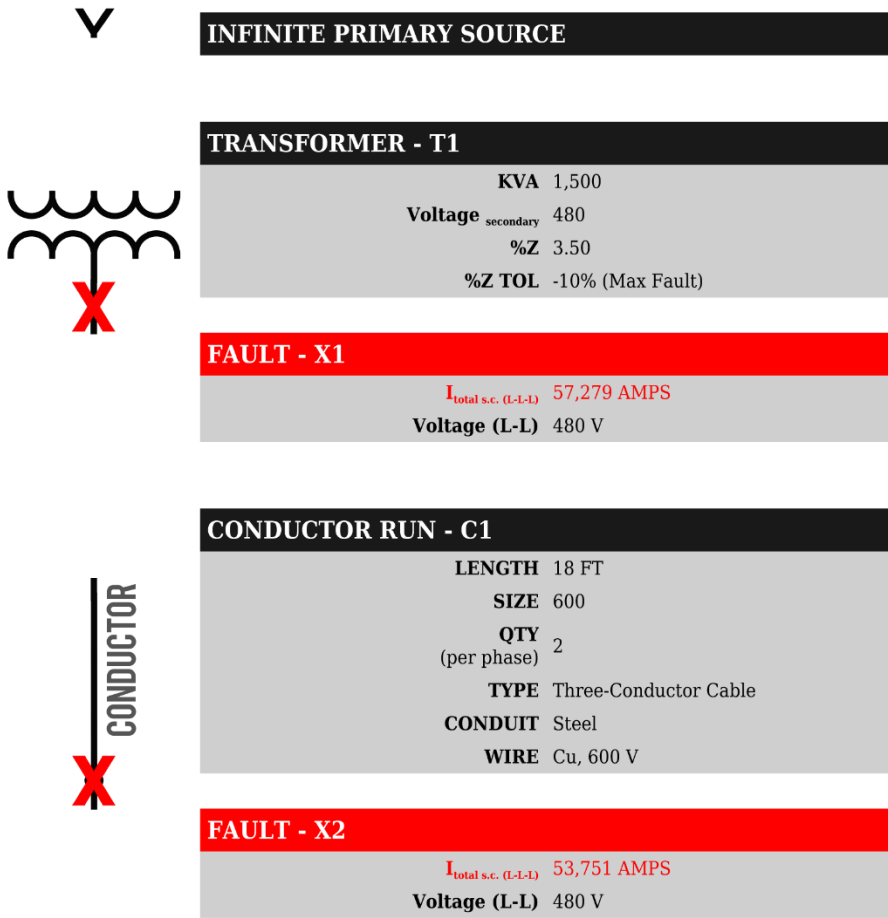 INFINITE PRIMARY SOURCE
TRANSFORMER - T1
KVA 1,500
Voltage secondary 480
%Z 3.50
%Z TOL -10% (Max Fault)
X
FAULT - X1
Itotal s.c. (L-L-L) 57,279 AMPS
Voltage (L-L) 480 V
CONDUCTOR RUN - C1
LENGTH 18 FT
SIZE 600
QTY
(per phase) 2
TYPE Three-Conductor Cable
CONDUIT Steel
WIRE Cu, 600 V
CONDUCTOR
X
FAULT - X2
Itotal s.c. (L-L-L) 53,751 AMPS
Voltage (L-L) 480 V